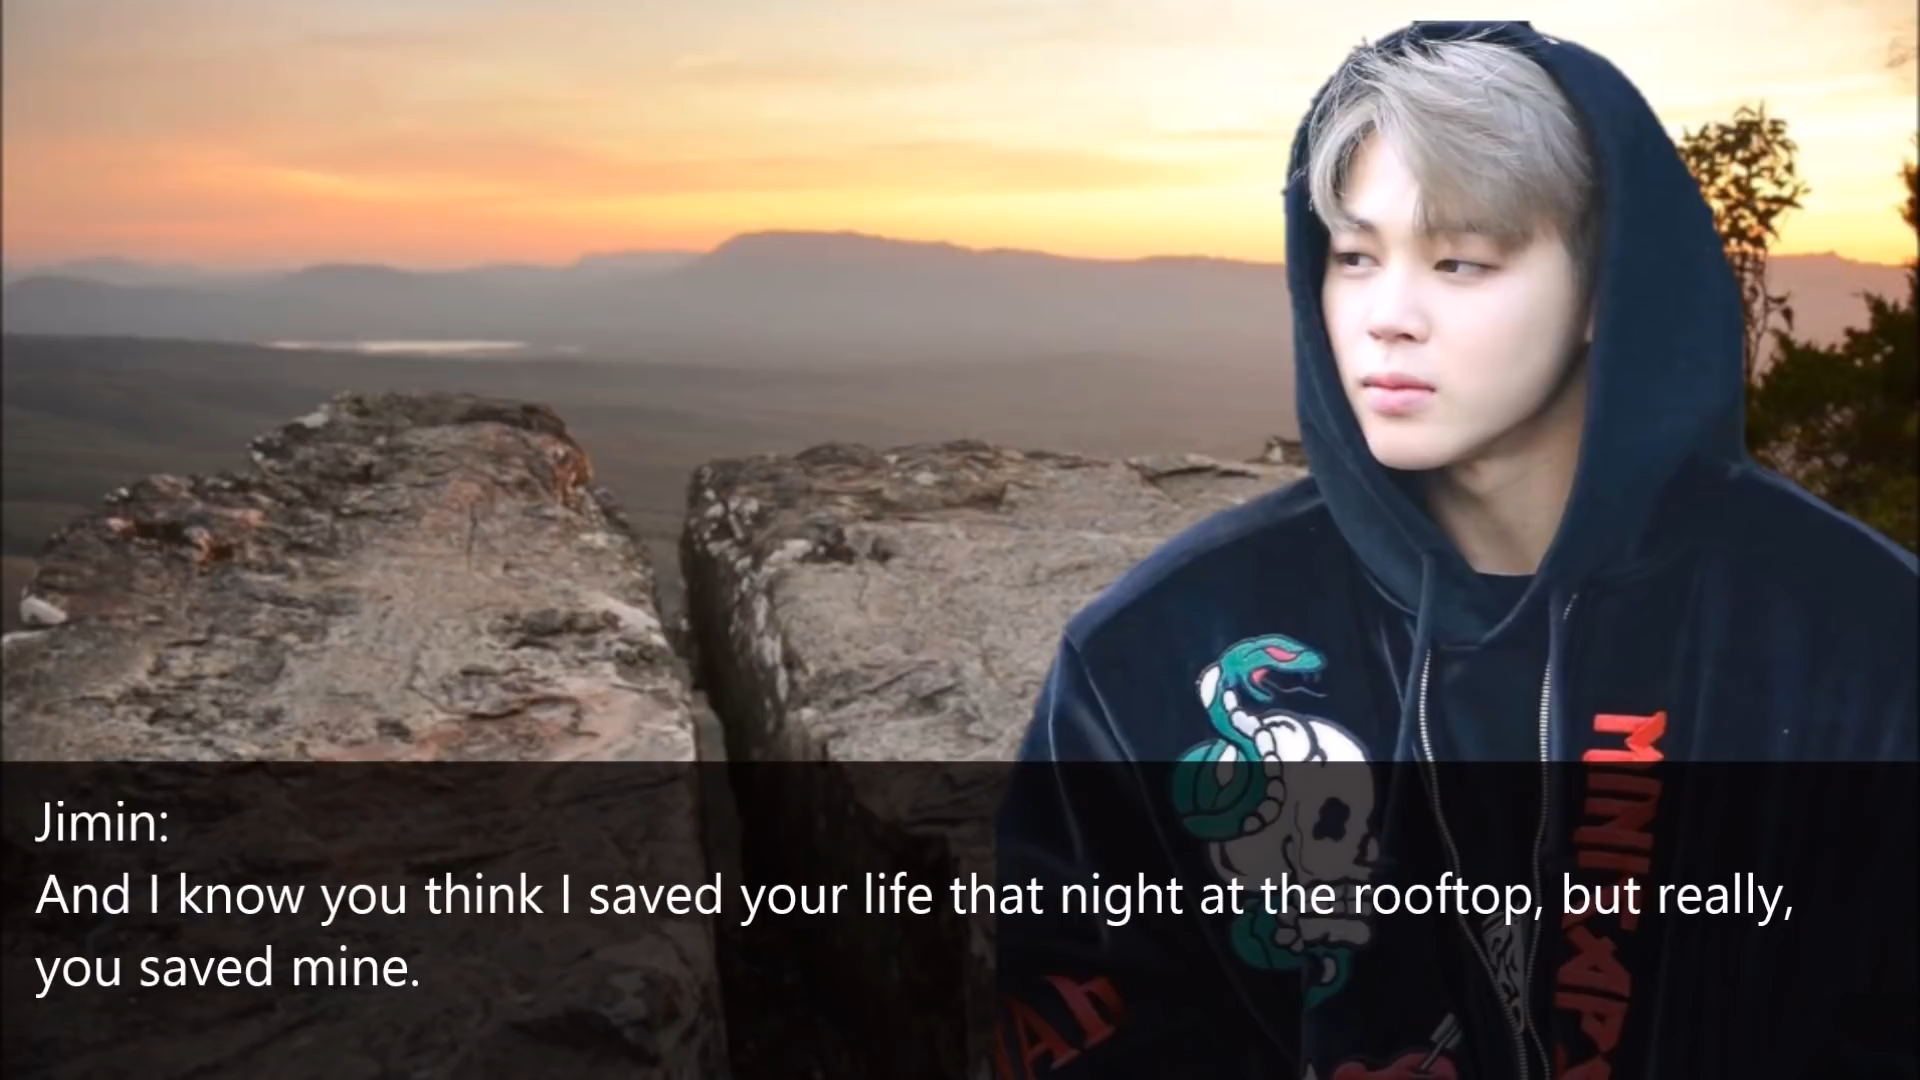 Jimin:
And I know you think I saved your life that night at the rooftop, but really,
you saved mine.